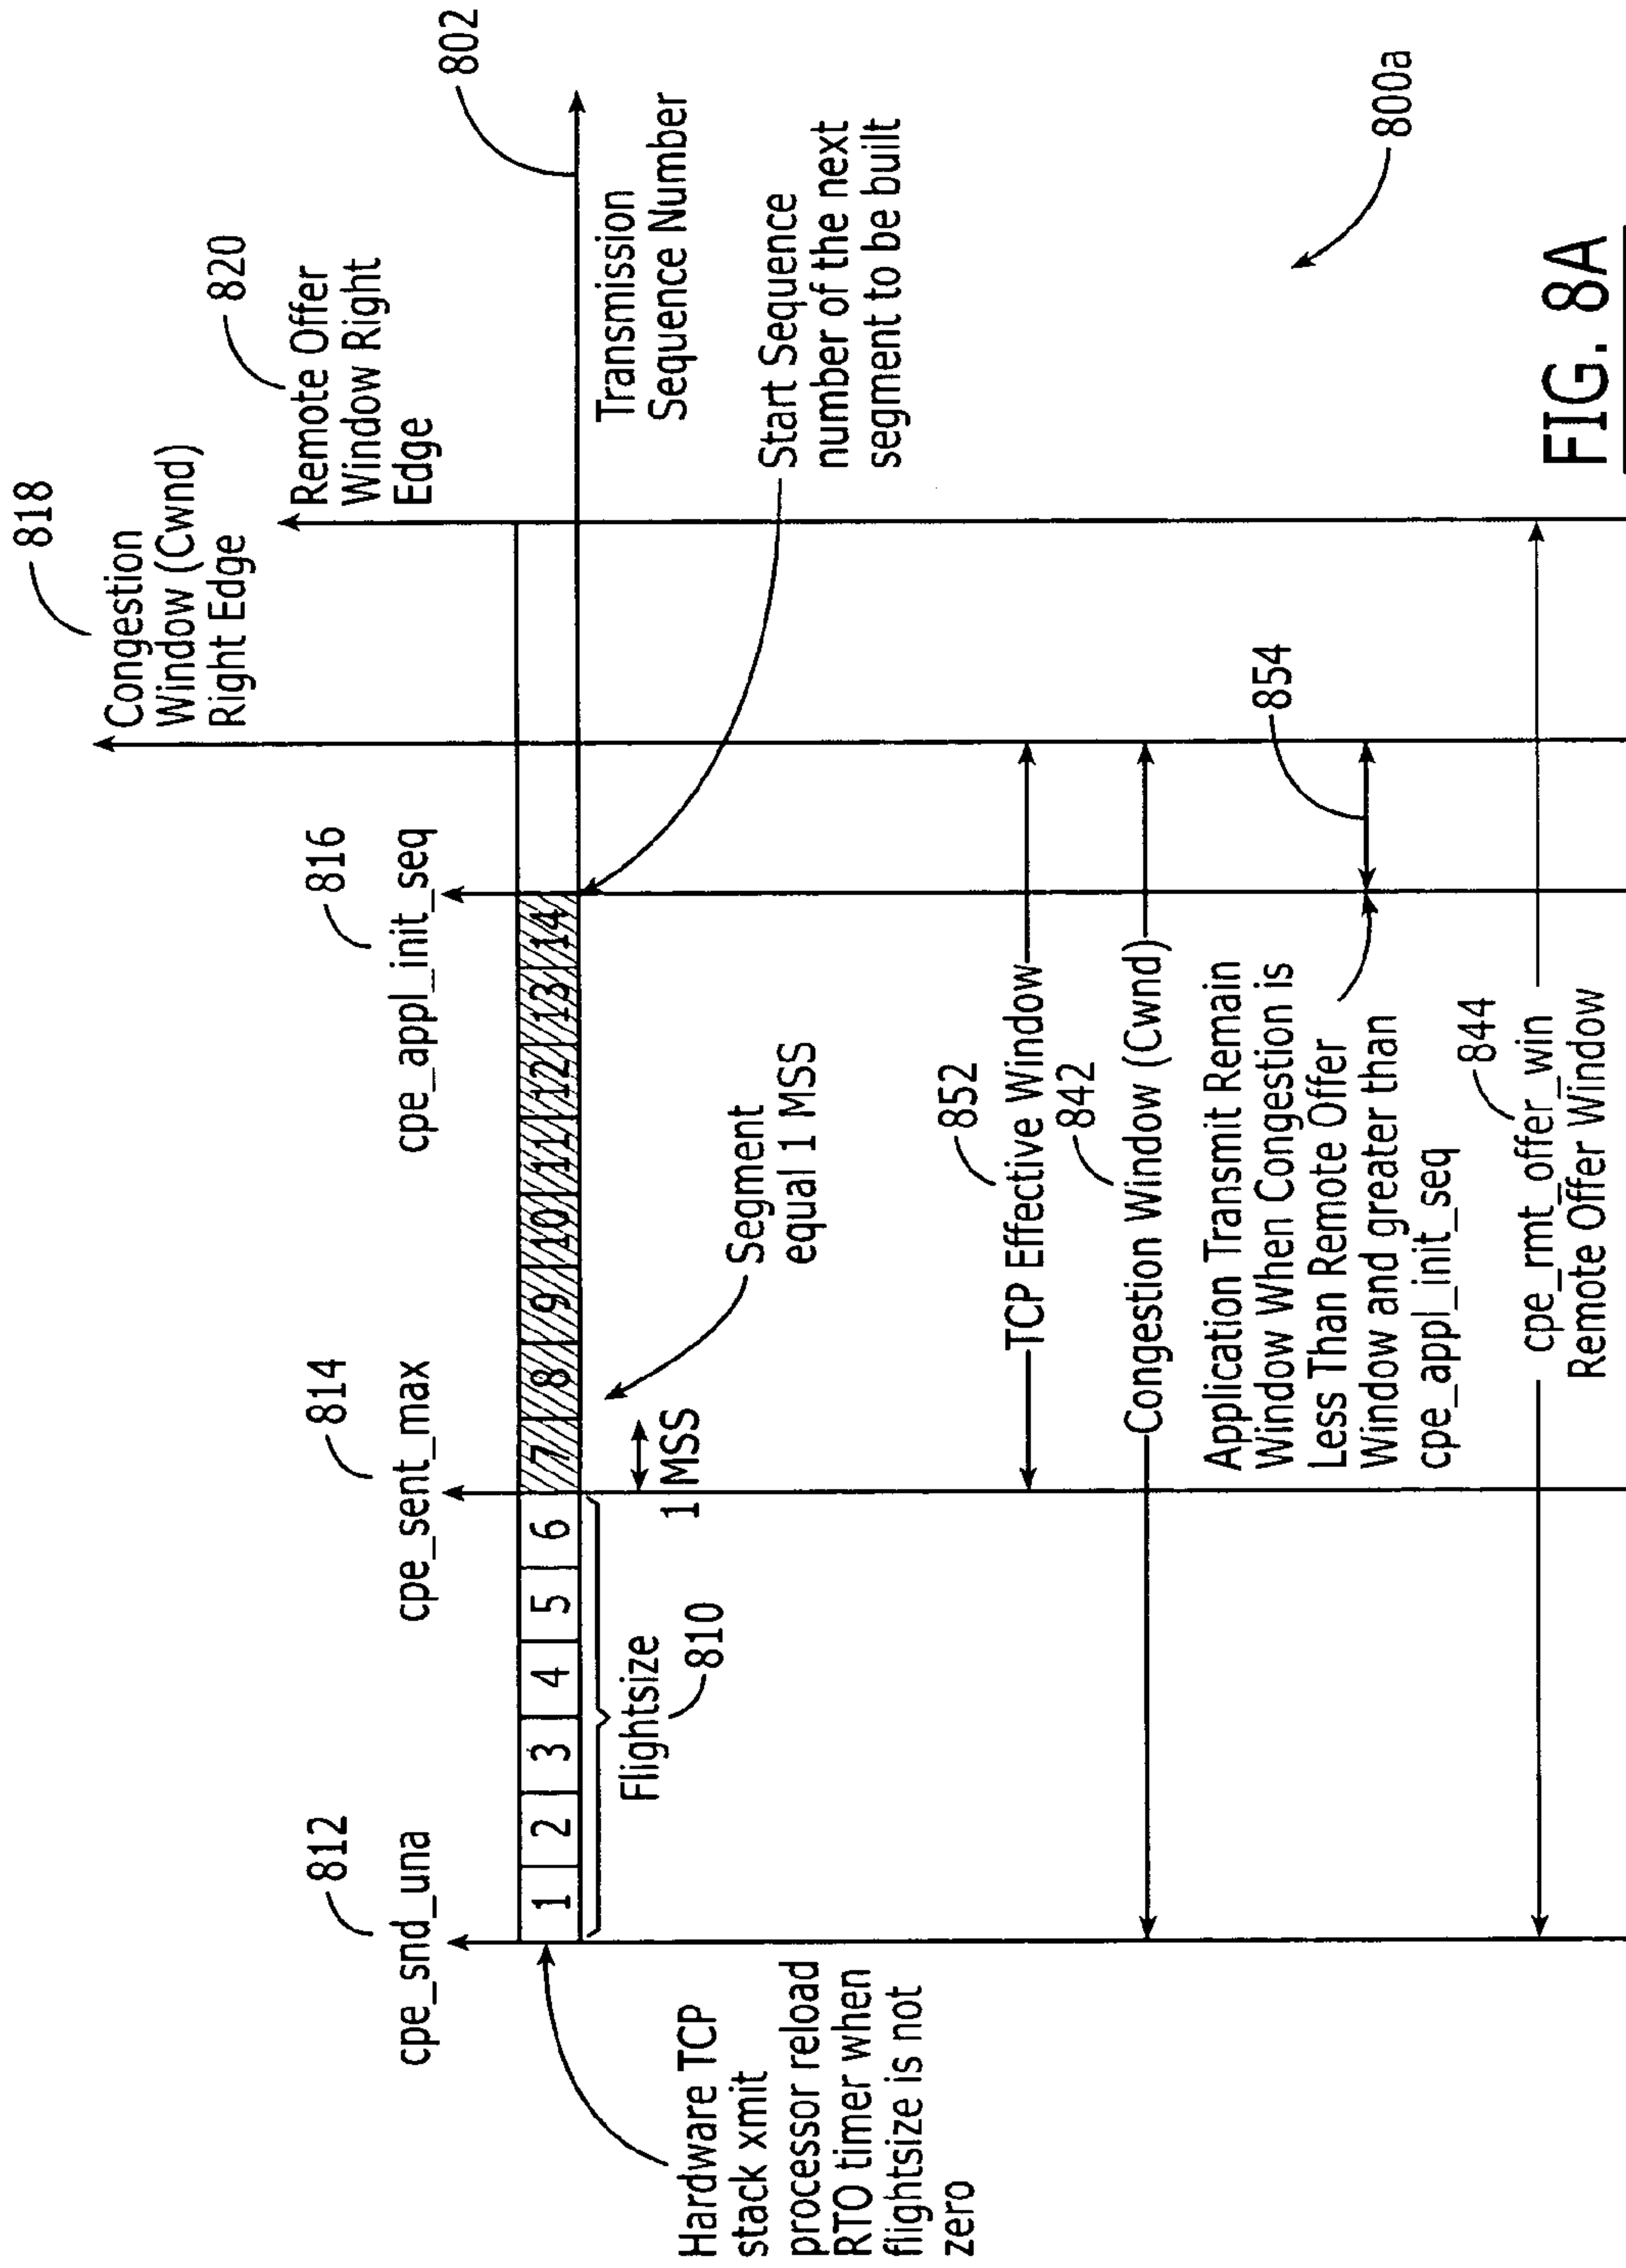 818
Congestion
Window (Cwnd)
Right Edge
820
Remote Offer
Window Right
Edge
812
cpe_snd_una
814
cpe_sent_max
816
cpe_appl_init_seq
802
1 2 3 4 5 6 7 8 9 10 11 12 13 14
Transmission
Sequence Number
Hardware TCP
stack xmit
processor reload
RTO timer when
flightsize is not
zero
Flightsize
810
1 MSS
Segment
equal 1 MSS
Start Sequence
number of the next
segment to be built
852
TCP Effective Window
842
Congestion Window (Cwnd)
Application Transmit Remain
Window When Congestion is
Less Than Remote Offer
Window and greater than
cpe_appl_init_seq
854
844
cpe_rmt_offer_win
Remote Offer Window
800a
FIG. 8A